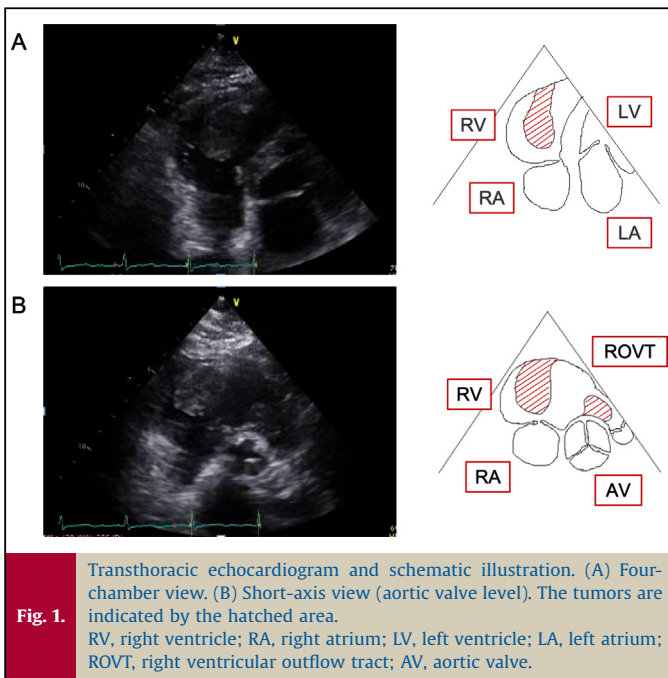 A
V
10
RV
LV
RA
LA
B
V
10
ROVT
RV
RA
AV
Fig. 1.
Transthoracic echocardiogram and schematic illustration. (A) Four-
chamber view. (B) Short-axis view (aortic valve level). The tumors are
indicated by the hatched area.
RV, right ventricle; RA, right atrium; LV, left ventricle; LA, left atrium;
ROVT, right ventricular outflow tract; AV, aortic valve.